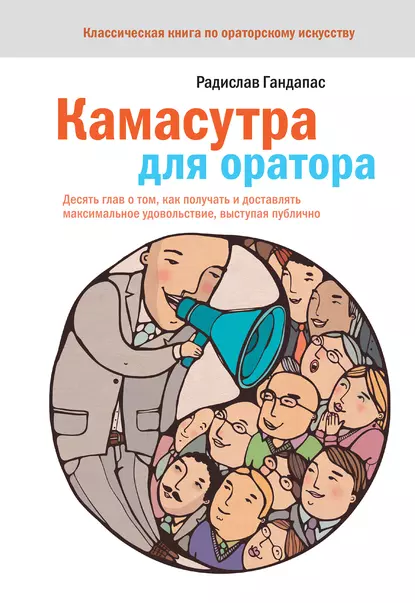 Классическая книга по ораторскому искусству
Радислав Гандапас
Камасутра
для оратора
Десять глав о том, как получать и доставлять
максимальное удовольствие, выступая публично